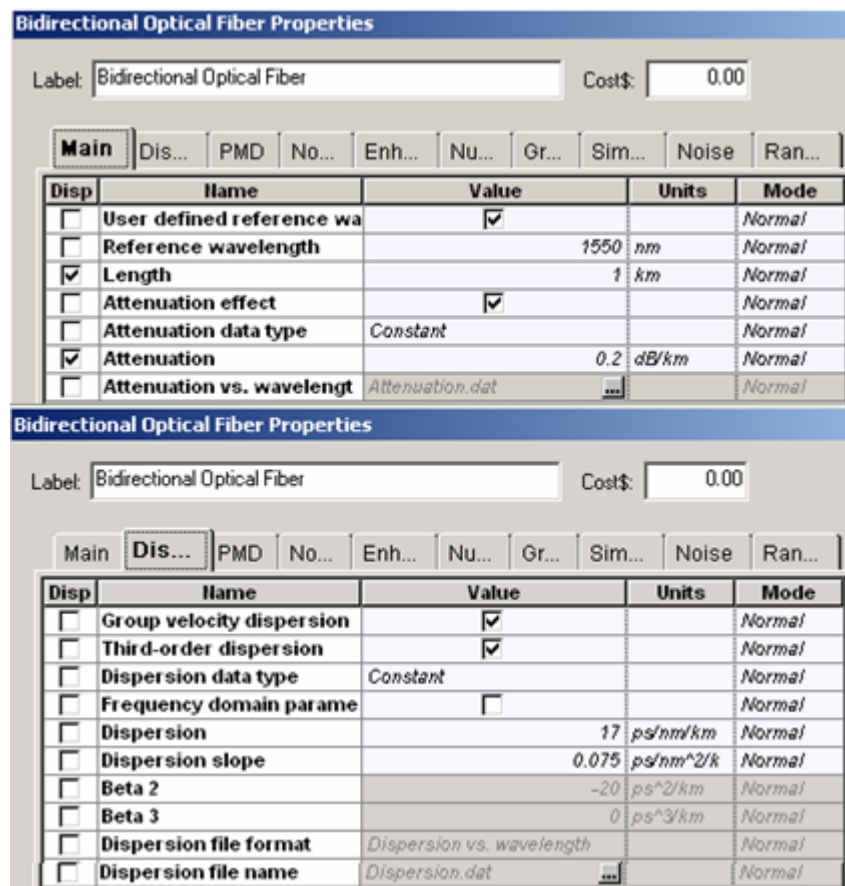 Bidirectional Optical Fiber Properties
Label: Bidirectional Optical Fiber Cost$: 0.00
Main Dis... PMD No... Enh... Nu... Gr... Sim... Noise Ran...
Disp Name Value Units Mode
User defined reference wa Normal
Reference wavelength 1550 nm Normal
Length 1 km Normal
Attenuation effect Normal
Attenuation data type Constant Normal
Attenuation 0.2 dB/km Normal
Attenuation vs. wavelengt Attenuation.dat ... Normal
Bidirectional Optical Fiber Properties
Label: Bidirectional Optical Fiber Cost$: 0.00
Main Dis... PMD No... Enh... Nu... Gr... Sim... Noise Ran...
Disp Name Value Units Mode
Group velocity dispersion Normal
Third-order dispersion Normal
Dispersion data type Constant Normal
Frequency domain parame Normal
Dispersion 17 ps/nm/km Normal
Dispersion slope 0.075 ps/nm^2/k Normal
Beta 2 -20 ps^2/km Normal
Beta 3 0 ps^3/km Normal
Dispersion file format Dispersion vs. wavelength Normal
Dispersion file name Dispersion.dat ... Normal